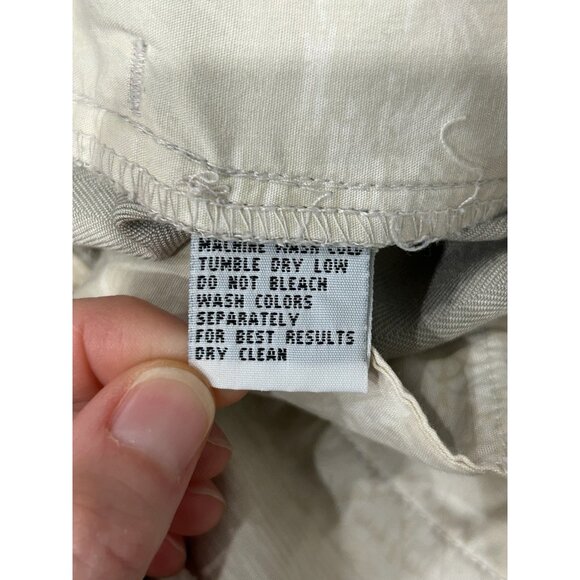 MACHINE WASH COLD
TUMBLE DRY LOW
DO NOT BLEACH
WASH COLORS
SEPARATELY
FOR BEST RESULTS
DRY CLEAN